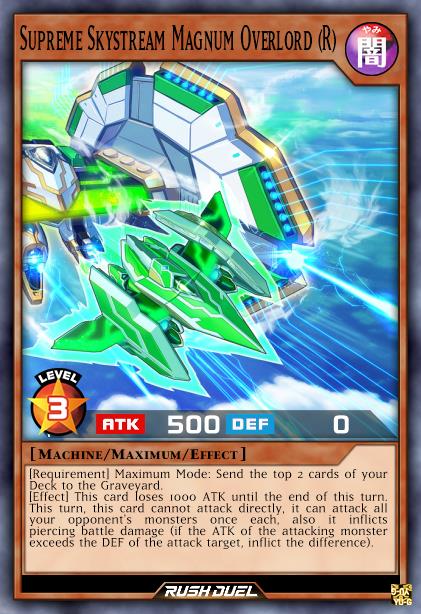 Supreme Skystream Magnum Overlord (R)
やみ
闇
LEVEL
3
ATK 500 DEF 0
[Machine/Maximum/Effect]
[Requirement] Maximum Mode: Send the top 2 cards of your
Deck to the Graveyard.
[Effect] This card loses 1000 ATK until the end of this turn.
This turn, this card cannot attack directly, it can attack all
your opponent's monsters once each, also it inflicts
piercing battle damage (if the ATK of the attacking monster
exceeds the DEF of the attack target, inflict the difference).
RUSH DUEL